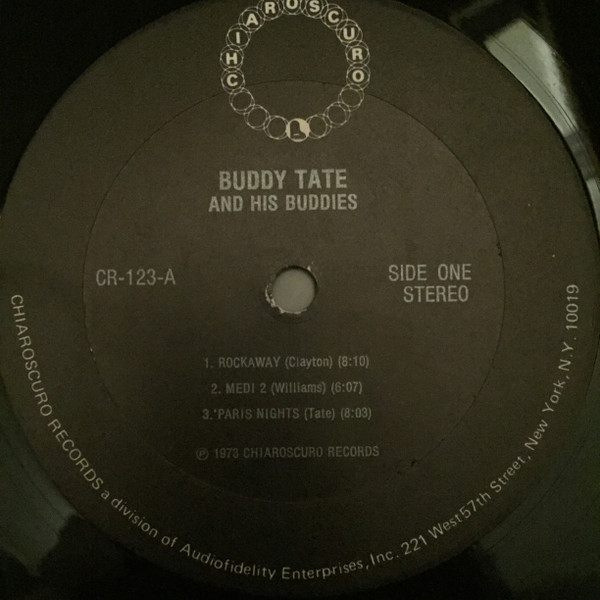 CHIAROSCURO
BUDDY TATE
AND HIS BUDDIES
CR-123-A
SIDE ONE
STEREO
1. ROCKAWAY (Clayton) (8:10)
2. MEDI 2 (Williams) (6:07)
3. PARIS NIGHTS (Tate) (8:03)
℗ 1973 CHIAROSCURO RECORDS
CHIAROSCURO RECORDS a division of Audiofidelity Enterprises, Inc. 221 West 57th Street, New York, N.Y. 10019